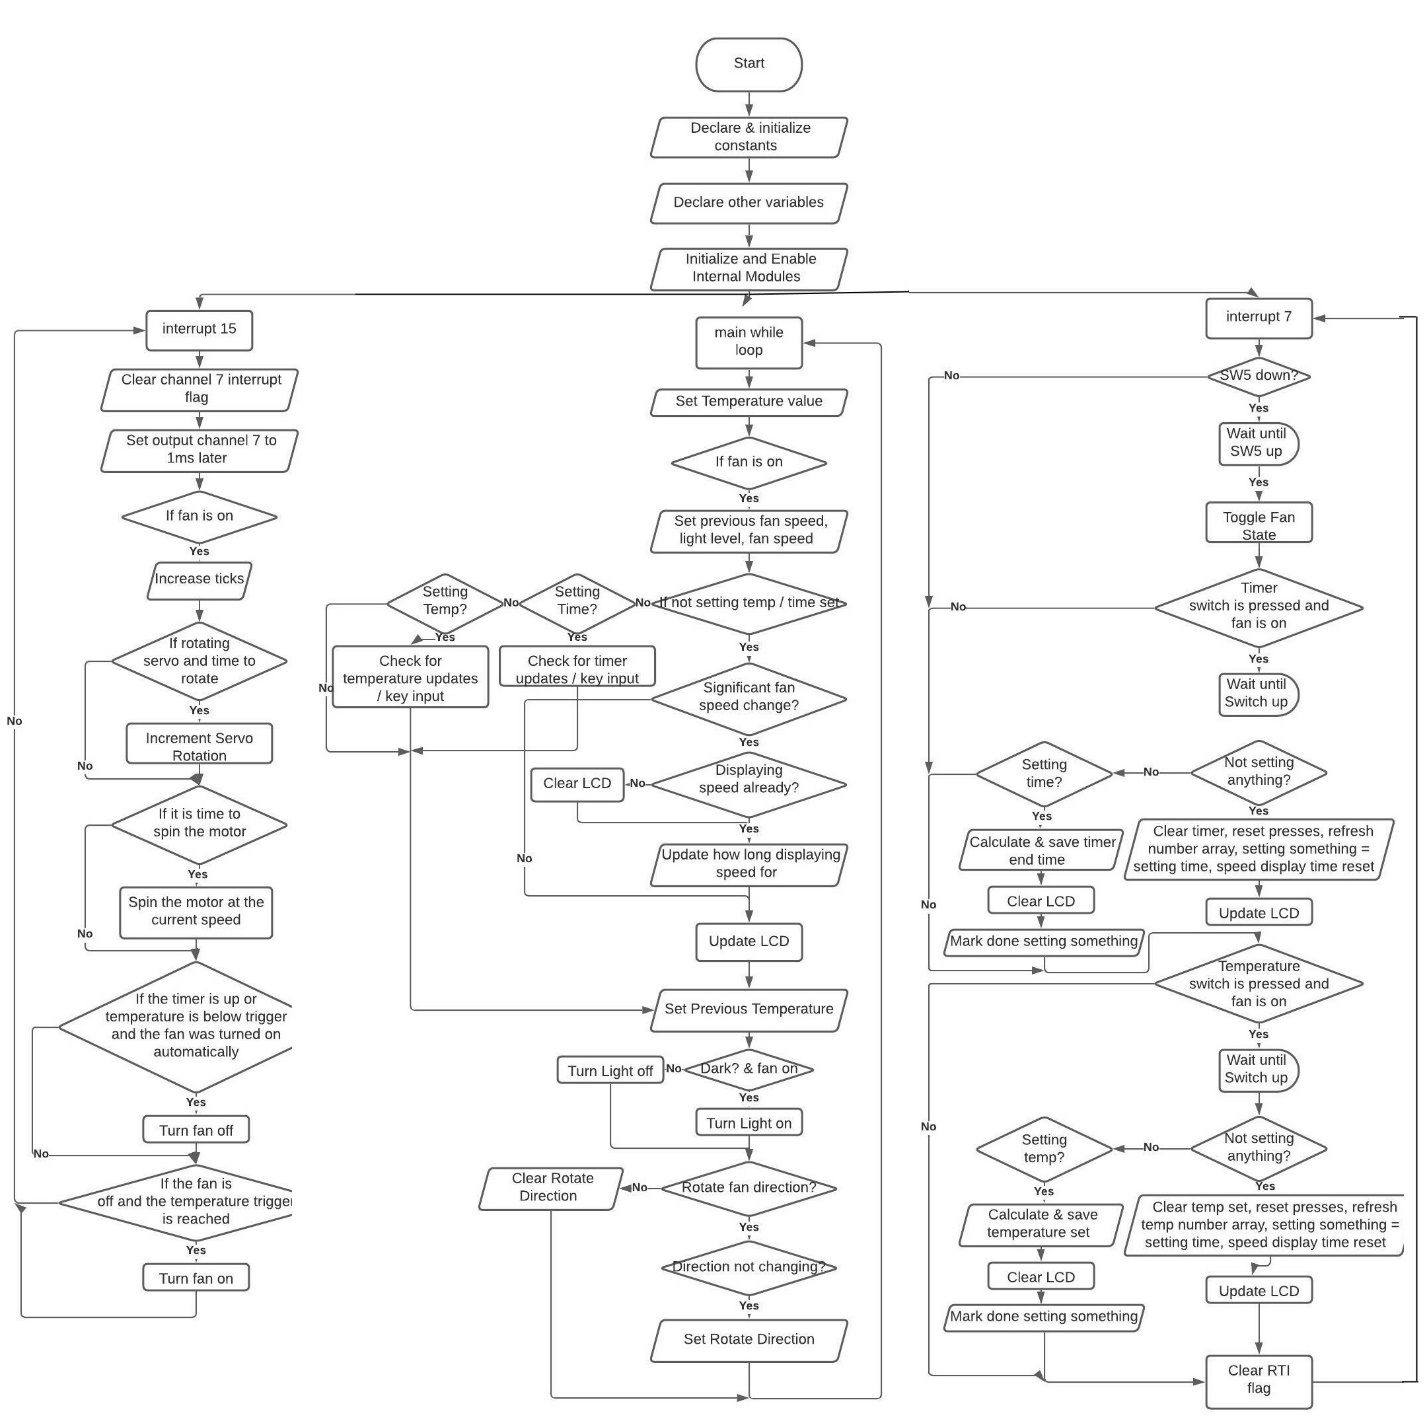 Start
Declare & initialize
constants
Declare other variables
Initialize and Enable
Internal Modules
interrupt 15
Clear channel 7 interrupt
flag
Set output channel 7 to
1ms later
If fan is on
Yes
Increase ticks
If rotating
servo and time to
rotate
Yes
No
Increment Servo
Rotation
No
If it is time to
spin the motor
Yes
Spin the motor at the
current speed
No
If the timer is up or
temperature is below trigger
and the fan was turned on
automatically
Yes
Turn fan off
No
If the fan is
off and the temperature trigger
is reached
Yes
Turn fan on
main while
loop
Set Temperature value
If fan is on
Yes
Set previous fan speed,
light level, fan speed
If not setting temp / time set
No
Setting
Time?
No
Setting
Temp?
Yes
Yes
Yes
Check for
temperature updates
/ key input
No
Check for timer
updates / key input
Significant fan
speed change?
Yes
Displaying
speed already?
No
Clear LCD
Yes
Update how long displaying
speed for
No
Update LCD
Set Previous Temperature
Dark? & fan on
No
Turn Light off
Yes
Turn Light on
Rotate fan direction?
No
Clear Rotate
Direction
Yes
Direction not changing?
Yes
Set Rotate Direction
interrupt 7
SW5 down?
No
Yes
Wait until
SW5 up
Yes
Toggle Fan
State
Timer
switch is pressed and
fan is on
No
Yes
Wait until
Switch up
Not setting
anything?
No
Setting
time?
Yes
Yes
Calculate & save timer
end time
Clear timer, reset presses, refresh
number array, setting something =
setting time, speed display time reset
Clear LCD
No
Update LCD
Mark done setting something
Temperature
switch is pressed and
fan is on
Yes
Wait until
Switch up
No
Not setting
anything?
No
Setting
temp?
Yes
Yes
Calculate & save
temperature set
Clear temp set, reset presses, refresh
temp number array, setting something =
setting time, speed display time reset
Clear LCD
Update LCD
Mark done setting something
Clear RTI
flag